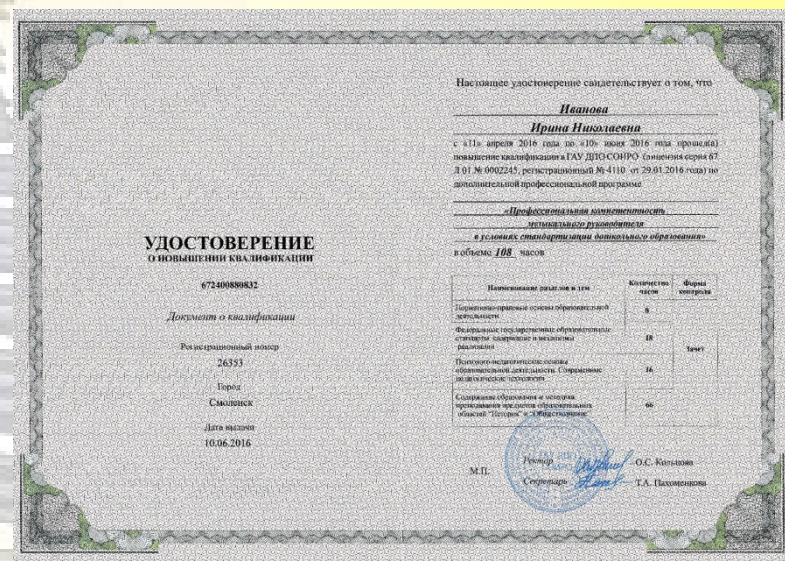 УДОСТОВЕРЕНИЕ
О ПОВЫШЕНИИ КВАЛИФИКАЦИИ
672400880832
Документ о квалификации
Регистрационный номер
26353
Город
Смоленск
Дата выдачи
10.06.2016
Настоящее удостоверение свидетельствует о том, что
Иванова
Ирина Николаевна
с «11» апреля 2016 года по «10» июня 2016 года прошел(а)
повышение квалификации в ГАУ ДПО СОИРО (лицензия серия 67
Л 01 № 0002245, регистрационный № 4110 от 29.01.2016 года) по
дополнительной профессиональной программе
«Профессиональная компетентность
музыкального руководителя
в условиях стандартизации дошкольного образования»
в объеме 108 часов
Наименование разделов и тем
Количество часов
Форма контроля
Нормативно-правовые основы образовательной
деятельности
8
Федеральные государственные образовательные
стандарты: содержание и механизмы
реализации
18
Зачет
Психолого-педагогические основы
образовательной деятельности. Современные
педагогические технологии
16
Содержание образования и методика
преподавания предметов образовательных
областей "История" и "Обществознание"
66
М.П.
Ректор О.С. Кольцова
Секретарь Т.А. Пахоменкова